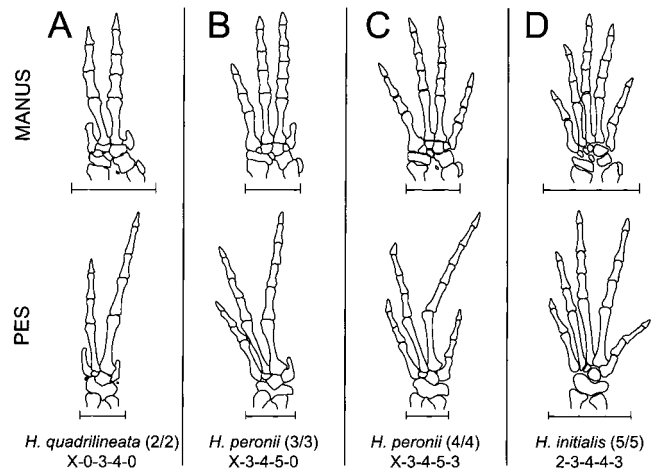 A
B
C
D
MANUS
PES
H. quadrilineata (2/2)
X-0-3-4-0
H. peronii (3/3)
X-3-4-5-0
H. peronii (4/4)
X-3-4-5-3
H. initialis (5/5)
2-3-4-4-3